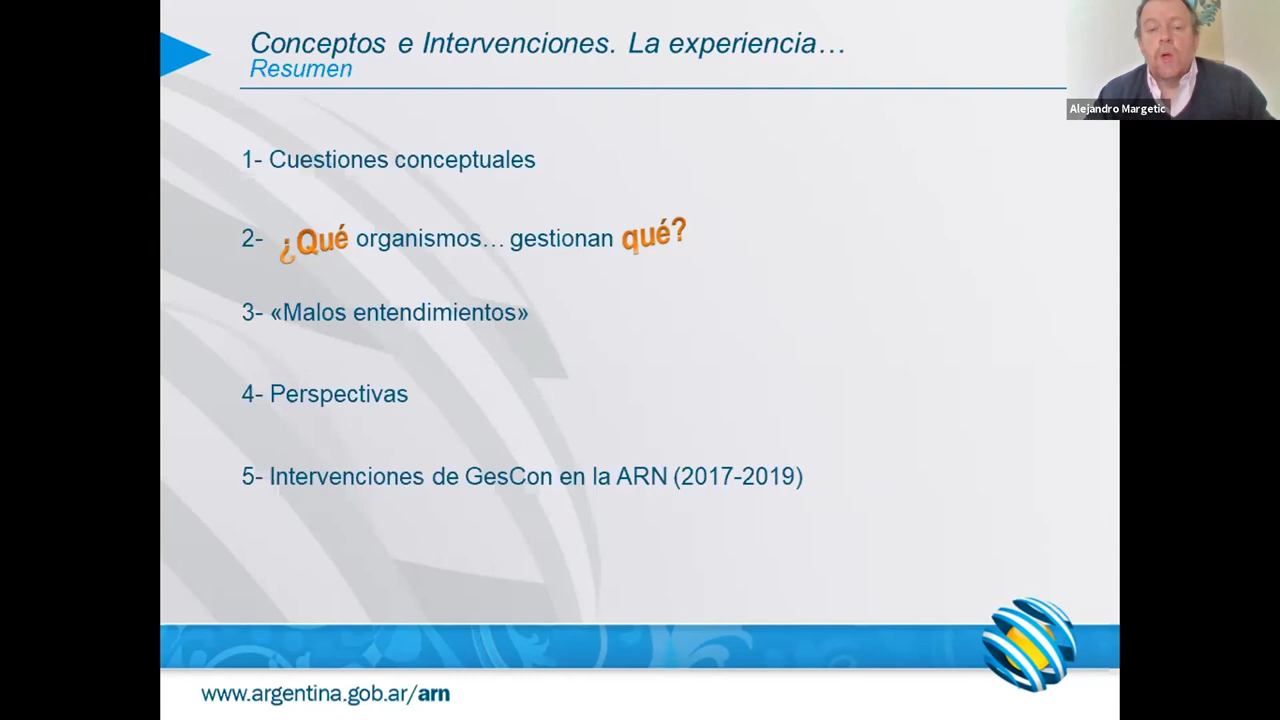 Conceptos e Intervenciones. La experiencia…
Resumen
Alejandro Margetic
1- Cuestiones conceptuales
2- ¿Qué organismos… gestionan qué?
3- «Malos entendimientos»
4- Perspectivas
5- Intervenciones de GesCon en la ARN (2017-2019)
www.argentina.gob.ar/arn